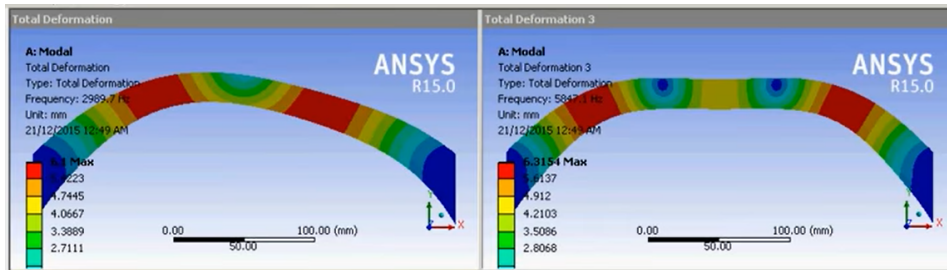 Total Deformation
A: Modal
Total Deformation
Type: Total Deformation
Frequency: 2989.7 Hz
Unit: mm
21/12/2015 12:49 AM
ANSYS
R15.0
Max
4.7445
4.0667
3.3889
2.7111
0.00
100.00 (mm)
50.00
Y
X
Total Deformation 3
A: Modal
Total Deformation 3
Type: Total Deformation
Frequency: 5847.1 Hz
Unit: mm
21/12/2015 12:49 AM
ANSYS
R15.0
6.3154 Max
5.6137
4.912
4.2103
3.5086
2.8068
0.00
100.00 (mm)
50.00
Y
X